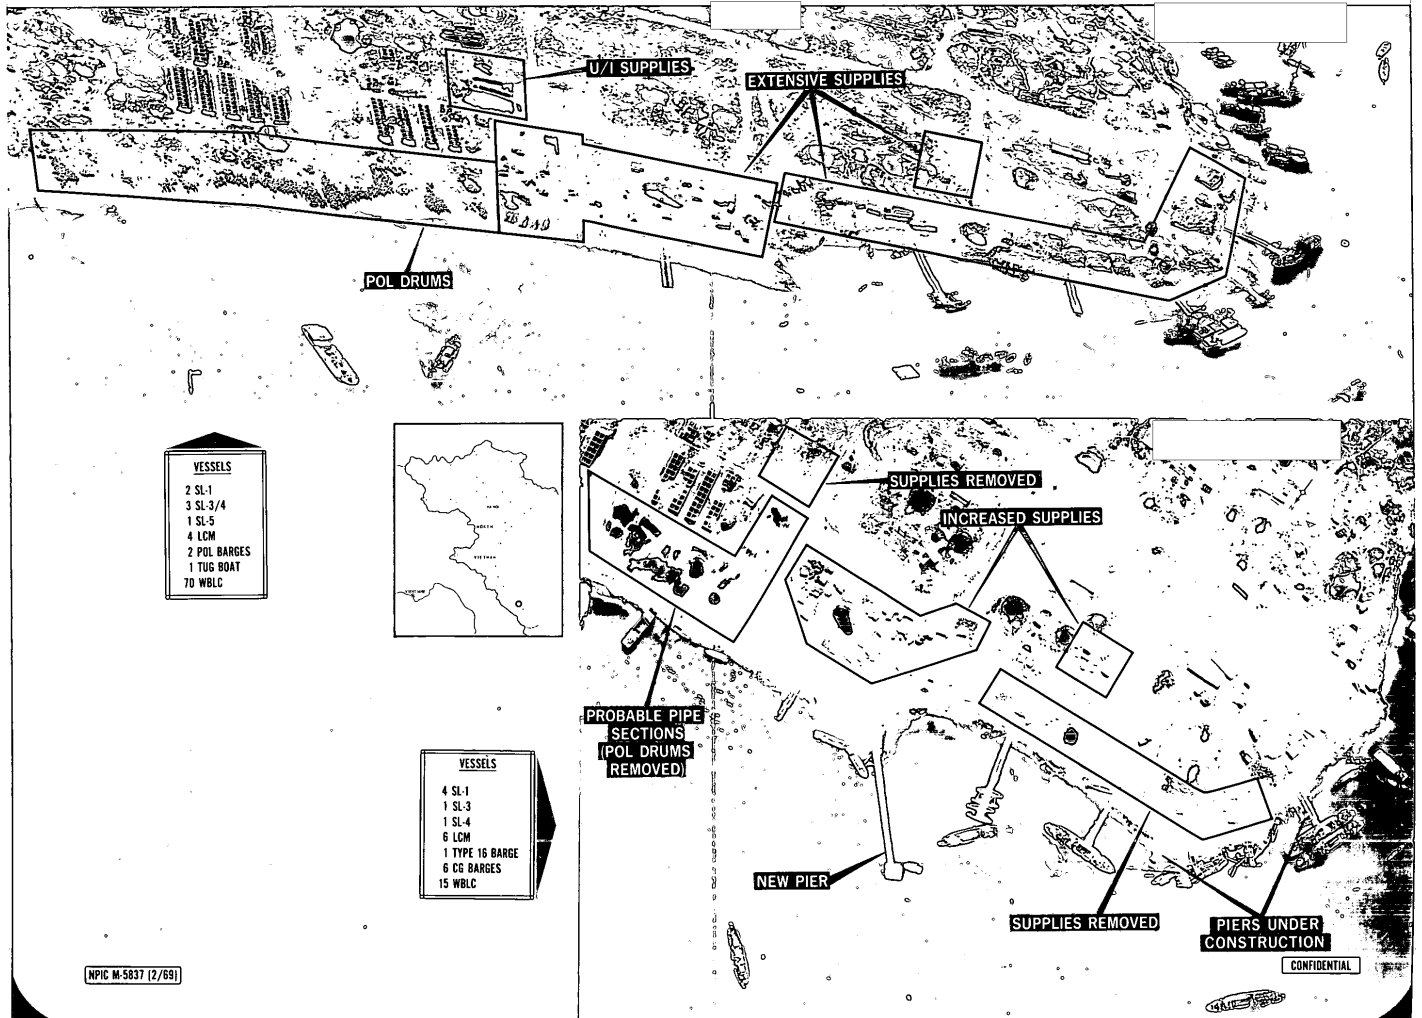 U/I SUPPLIES
EXTENSIVE SUPPLIES
POL DRUMS
VESSELS
2 SL-1
3 SL-3/4
1 SL-5
4 LCM
2 POL BARGES
1 TUG BOAT
70 WBLC
NORTH
VIETNAM
SUPPLIES REMOVED
INCREASED SUPPLIES
PROBABLE PIPE
SECTIONS
(POL DRUMS
REMOVED)
VESSELS
4 SL-1
1 SL-3
1 SL-4
6 LCM
1 TYPE 16 BARGE
6 CG BARGES
15 WBLC
NEW PIER
SUPPLIES REMOVED
PIERS UNDER
CONSTRUCTION
NPIC M-5837 (2/69)
CONFIDENTIAL